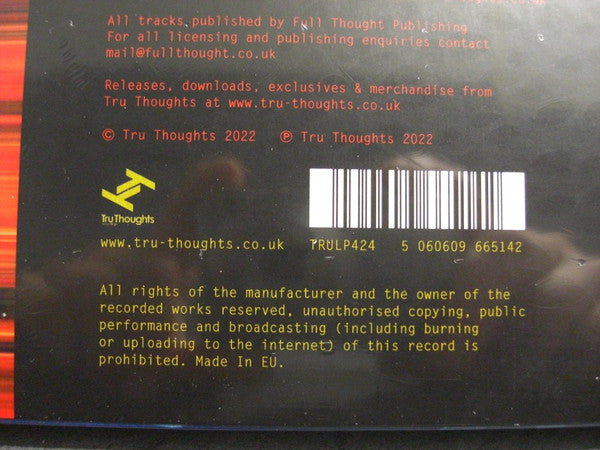 All tracks published by Full Thought Publishing
For all licensing and publishing enquiries contact
mail@fullthought.co.uk
Releases, downloads, exclusives & merchandise from
Tru Thoughts at www.tru-thoughts.co.uk
© Tru Thoughts 2022 ℗ Tru Thoughts 2022
Tru Thoughts
www.tru-thoughts.co.uk TRULP424 5 060609 665142
All rights of the manufacturer and the owner of the
recorded works reserved, unauthorised copying, public
performance and broadcasting (including burning
or uploading to the internet) of this record is
prohibited. Made In EU.